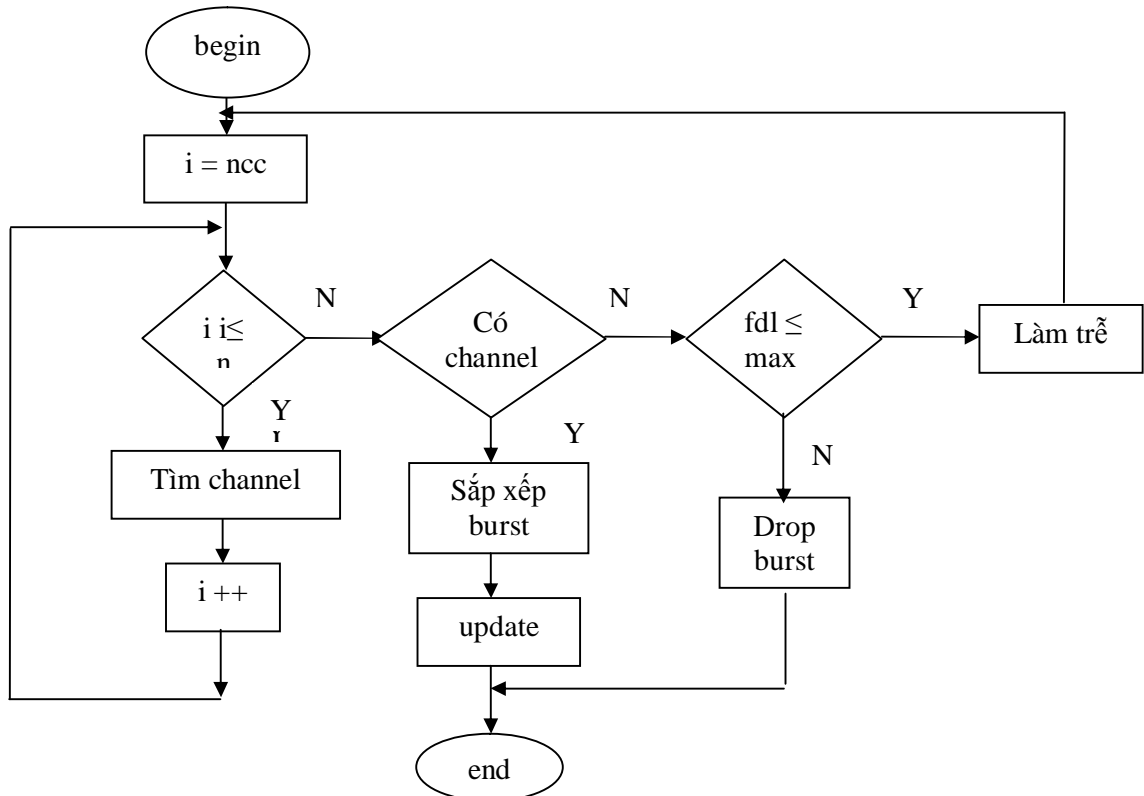 begin
i = ncc
N
N
Y
i i≤
Có
channel
fdl ≤
max
Làm trễ
Y
Y
N
Tìm channel
Sắp xếp
burst
Drop
burst
i ++
update
end